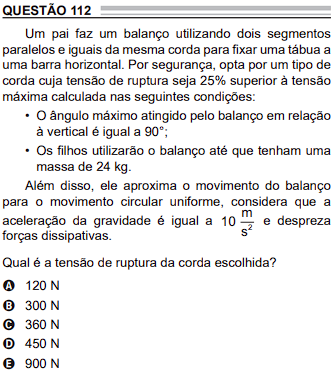 QUESTÃO 112
Um pai faz um balanço utilizando dois segmentos
paralelos e iguais da mesma corda para fixar uma tábua a
uma barra horizontal. Por segurança, opta por um tipo de
corda cuja tensão de ruptura seja 25% superior à tensão
máxima calculada nas seguintes condições:
• O ângulo máximo atingido pelo balanço em relação
à vertical é igual a 90°;
• Os filhos utilizarão o balanço até que tenham uma
massa de 24 kg.
Além disso, ele aproxima o movimento do balanço
para o movimento circular uniforme, considera que a
aceleração da gravidade é igual a 10 m/s² e despreza
forças dissipativas.
Qual é a tensão de ruptura da corda escolhida?
A 120 N
B 300 N
C 360 N
D 450 N
E 900 N